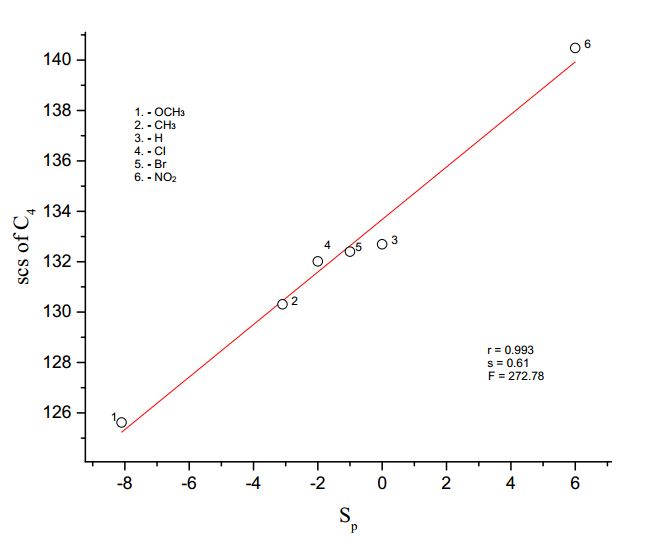 140
138
136
134
132
130
128
126
scs of C₄
1. - OCH₃
2. - CH₃
3. - H
4. - Cl
5. - Br
6. - NO₂
6
4
5
3
2
1
r = 0.993
s = 0.61
F = 272.78
-8 -6 -4 -2 0 2 4 6
Sₚ